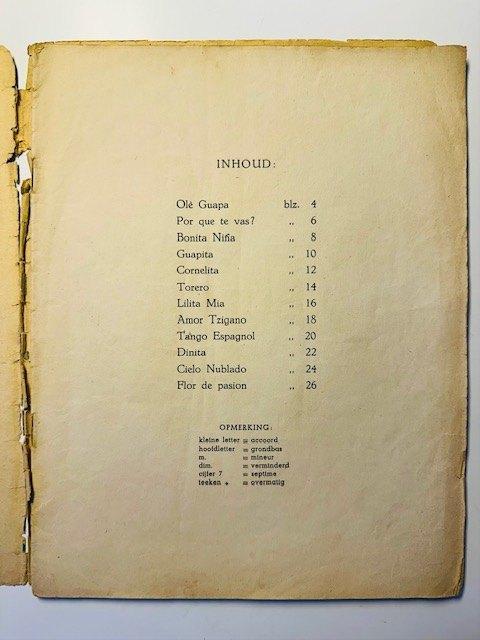 INHOUD:
Olé Guapa blz. 4
Por que te vas? „ 6
Bonita Niña „ 8
Guapita „ 10
Cornelita „ 12
Torero „ 14
Lilita Mia „ 16
Amor Tzigano „ 18
Tango Espagnol „ 20
Dinita „ 22
Cielo Nublado „ 24
Flor de pasion „ 26
OPMERKING:
kleine letter = accoord
hoofdletter = grondbas
m. = mineur
dim. = verminderd
cijfer 7 = septime
teeken + = overmatig